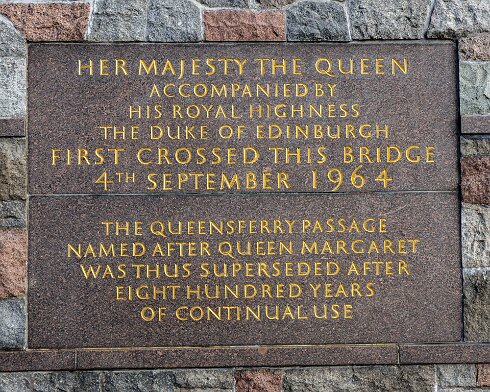 HER MAJESTY THE QUEEN
ACCOMPANIED BY
HIS ROYAL HIGHNESS
THE DUKE OF EDINBURGH
FIRST CROSSED THIS BRIDGE
4TH SEPTEMBER 1964
THE QUEENSFERRY PASSAGE
NAMED AFTER QUEEN MARGARET
WAS THUS SUPERSEDED AFTER
EIGHT HUNDRED YEARS
OF CONTINUAL USE